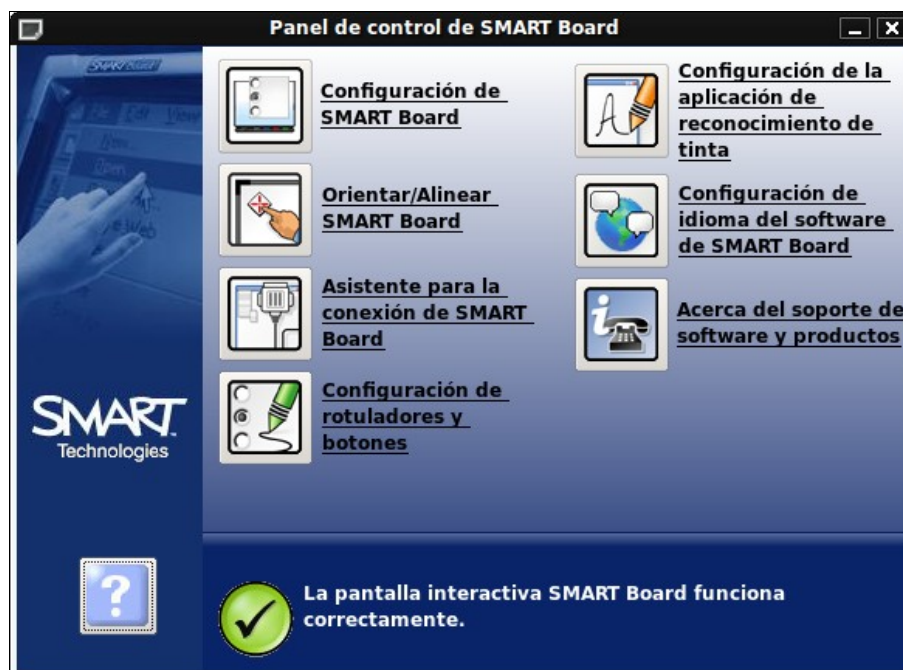 Panel de control de SMART Board
Configuración de
SMART Board
Orientar/Alinear
SMART Board
Asistente para la
conexión de SMART
Board
Configuración de
rotuladores y
botones
Configuración de la
aplicación de
reconocimiento de
tinta
Configuración de
idioma del software
de SMART Board
Acerca del soporte de
software y productos
SMART
Technologies
La pantalla interactiva SMART Board funciona
correctamente.